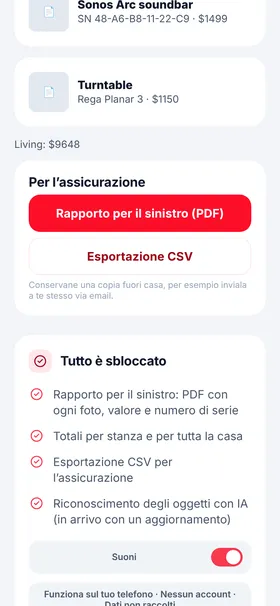 Sonos Arc soundbar
SN 48-A6-B8-11-22-C9 · $1499
Turntable
Rega Planar 3 · $1150
Living: $9648
Per l’assicurazione
Rapporto per il sinistro (PDF)
Esportazione CSV
Conservane una copia fuori casa, per esempio inviala
a te stesso via email.
Tutto è sbloccato
Rapporto per il sinistro: PDF con
ogni foto, valore e numero di serie
Totali per stanza e per tutta la casa
Esportazione CSV per
l’assicurazione
Riconoscimento degli oggetti con IA
(in arrivo con un aggiornamento)
Suoni
Funziona sul tuo telefono · Nessun account ·
Dati non raccolti